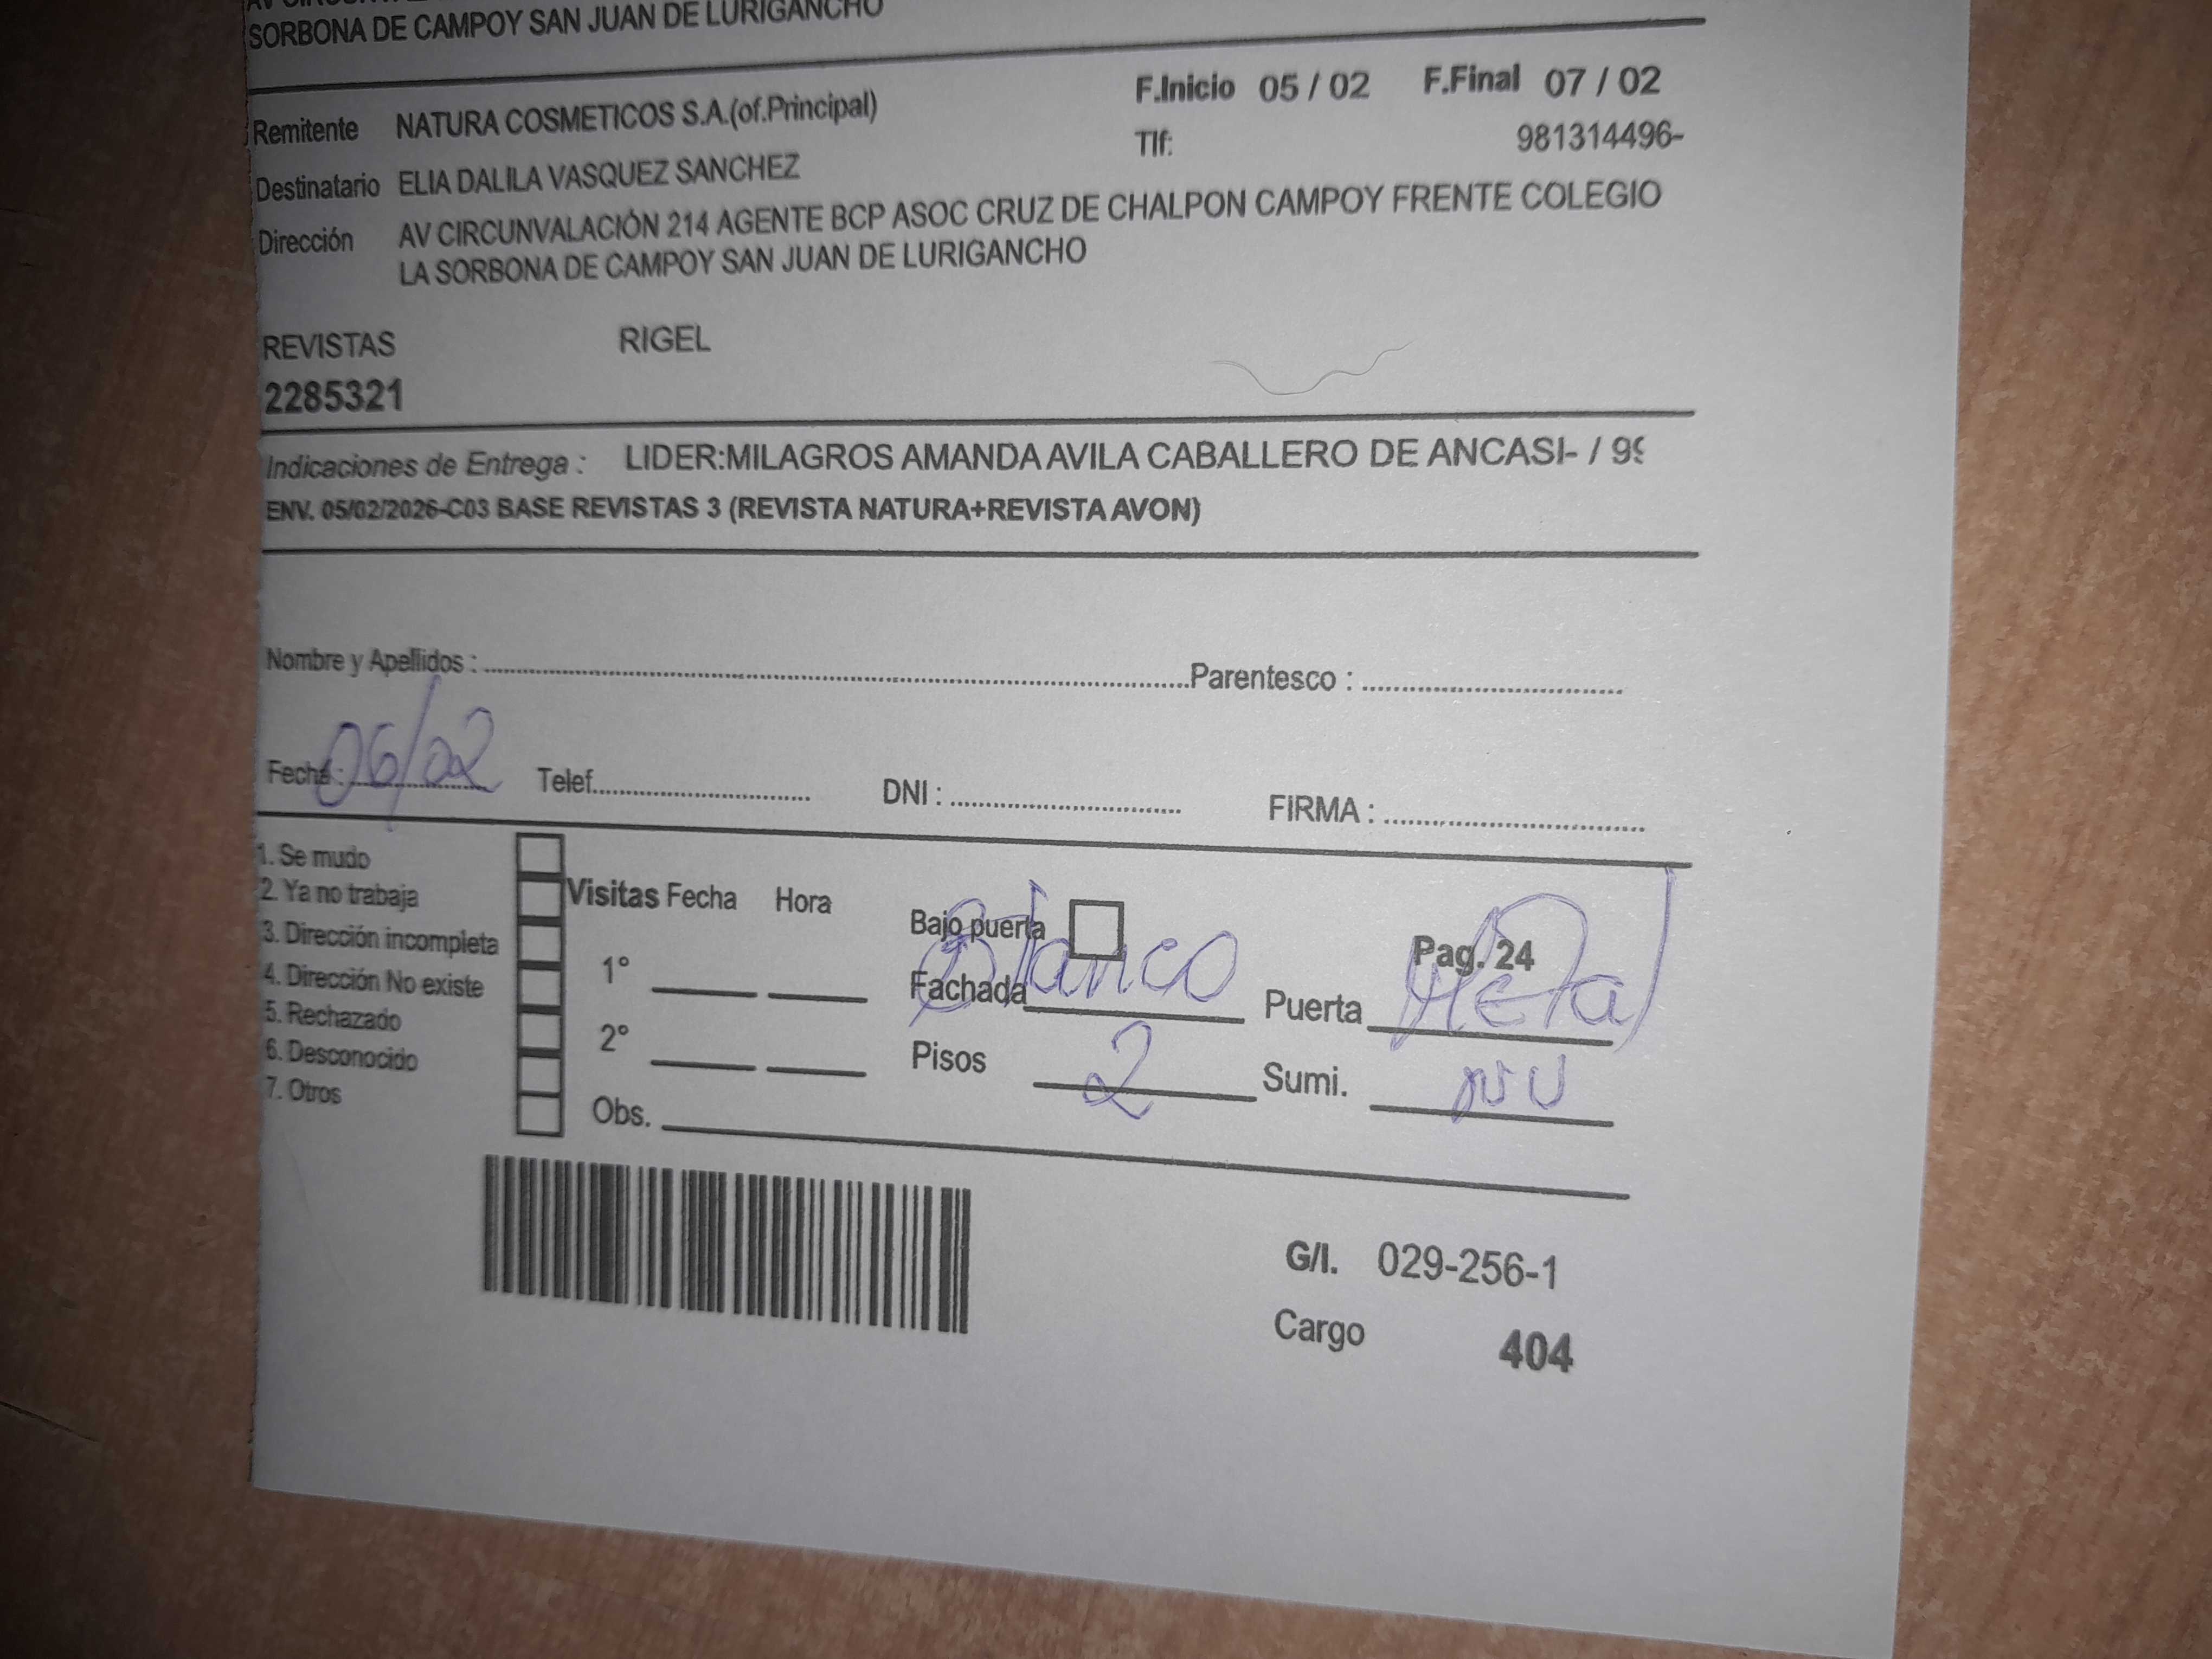 SORBONA DE CAMPOY SAN JUAN DE LURIGANCHO
F.Inicio 05 / 02 F.Final 07 / 02
Remitente NATURA COSMETICOS S.A.(of.Principal)
Tlf: 981314496-
Destinatario ELIA DALILA VASQUEZ SANCHEZ
Dirección AV CIRCUNVALACIÓN 214 AGENTE BCP ASOC CRUZ DE CHALPON CAMPOY FRENTE COLEGIO
LA SORBONA DE CAMPOY SAN JUAN DE LURIGANCHO
REVISTAS RIGEL
2285321
Indicaciones de Entrega : LIDER:MILAGROS AMANDA AVILA CABALLERO DE ANCASI- / 99
ENV. 05/02/2026-C03 BASE REVISTAS 3 (REVISTA NATURA+REVISTA AVON)
Nombre y Apellidos : Parentesco :
Fecha : 06/02 Telef. DNI : FIRMA :
1. Se mudo
2. Ya no trabaja
3. Dirección incompleta
4. Dirección No existe
5. Rechazado
6. Desconocido
7. Otros
Visitas Fecha Hora
1°
2°
Obs.
Bajo puerta Pag. 24
Fachada Blanco Puerta Metal
Pisos 2 Sumi.
G/I. 029-256-1
Cargo 404